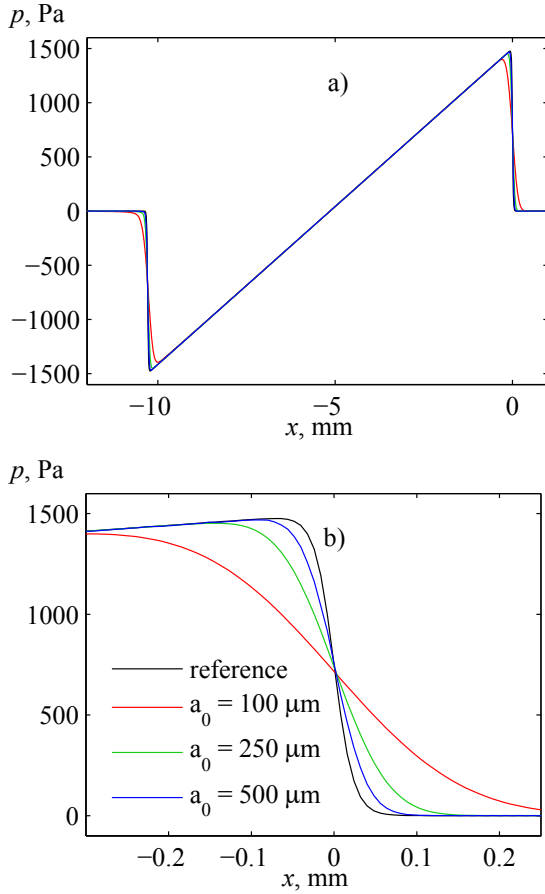 p, Pa
1500
a)
1000
500
0
−500
−1000
−1500
−10 −5 0
x, mm
p, Pa
1500
b)
1000
reference
a₀ = 100 μm
500
a₀ = 250 μm
a₀ = 500 μm
0
−0.2 −0.1 0 0.1 0.2
x, mm